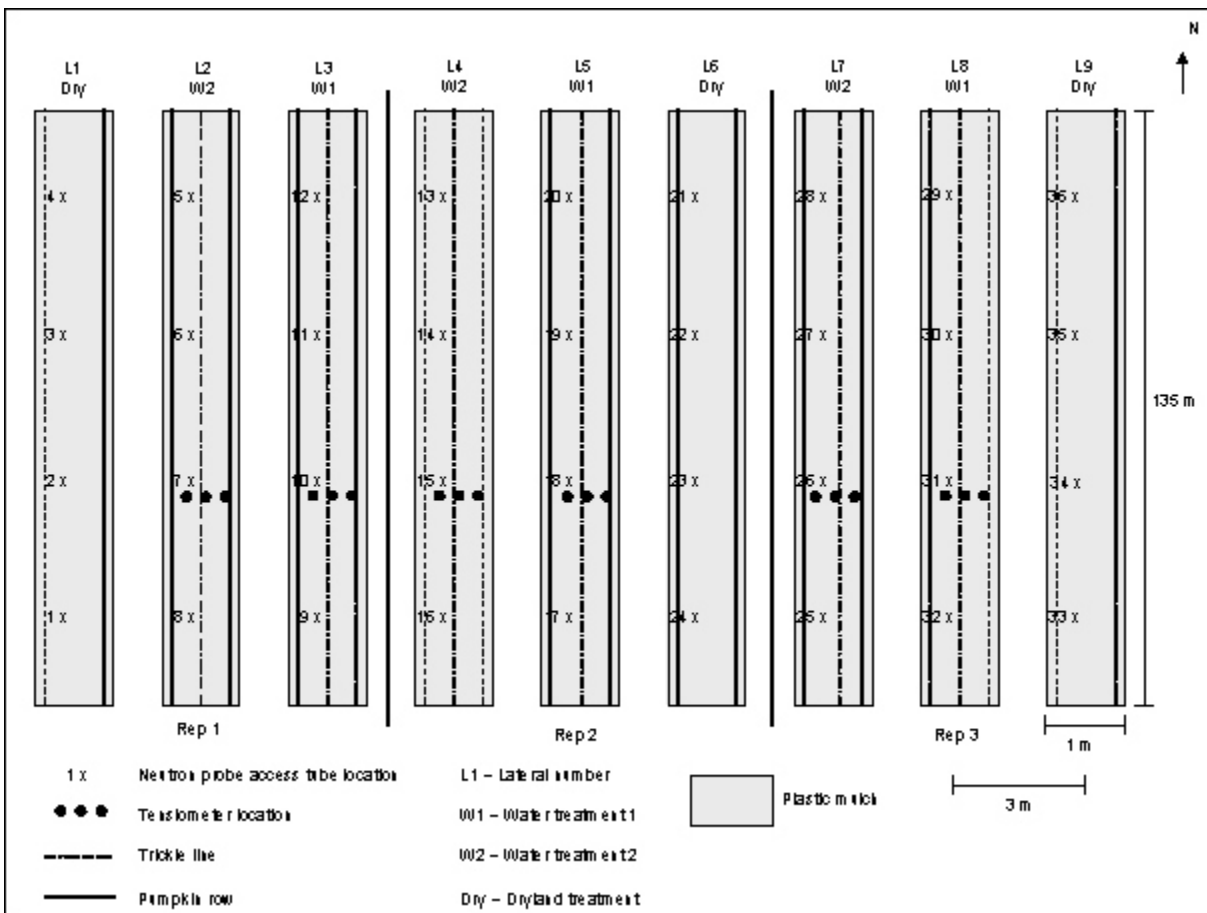 N
L1 L2 L3 L4 L5 L6 L7 L8 L9
Dry W2 W1 W2 W1 Dry W2 W1 Dry
4 x 5 x 12 x 13 x 20 x 21 x 28 x 29 x 36 x
3 x 6 x 11 x 14 x 19 x 22 x 27 x 30 x 35 x
135 m
2 x 7 x 10 x 15 x 18 x 23 x 26 x 31 x 34 x
1 x 8 x 9 x 16 x 17 x 24 x 25 x 32 x 33 x
Rep 1 Rep 2 Rep 3
1 m
1 x Neutron probe access tube location L1 – Lateral number
Tensiometer location W1 – Water treatment 1 Plastic mulch 3 m
Trickle line W2 – Water treatment 2
Pumpkin row Dry – Dryland treatment